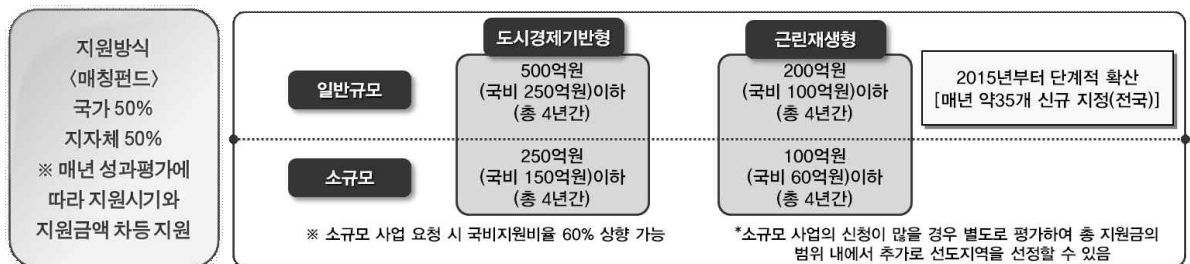 지원방식
<매칭펀드>
국가 50%
지자체 50%
※ 매년 성과평가에
따라 지원시기와
지원금액 차등 지원
도시경제기반형
근린재생형
일반규모
500억원
(국비 250억원)이하
(총 4년간)
200억원
(국비 100억원)이하
(총 4년간)
2015년부터 단계적 확산
[매년 약35개 신규 지정(전국)]
소규모
250억원
(국비 150억원)이하
(총 4년간)
100억원
(국비 60억원)이하
(총 4년간)
※ 소규모 사업 요청 시 국비지원비율 60% 상향 가능
*소규모 사업의 신청이 많을 경우 별도로 평가하여 총 지원금의
범위 내에서 추가로 선도지역을 선정할 수 있음